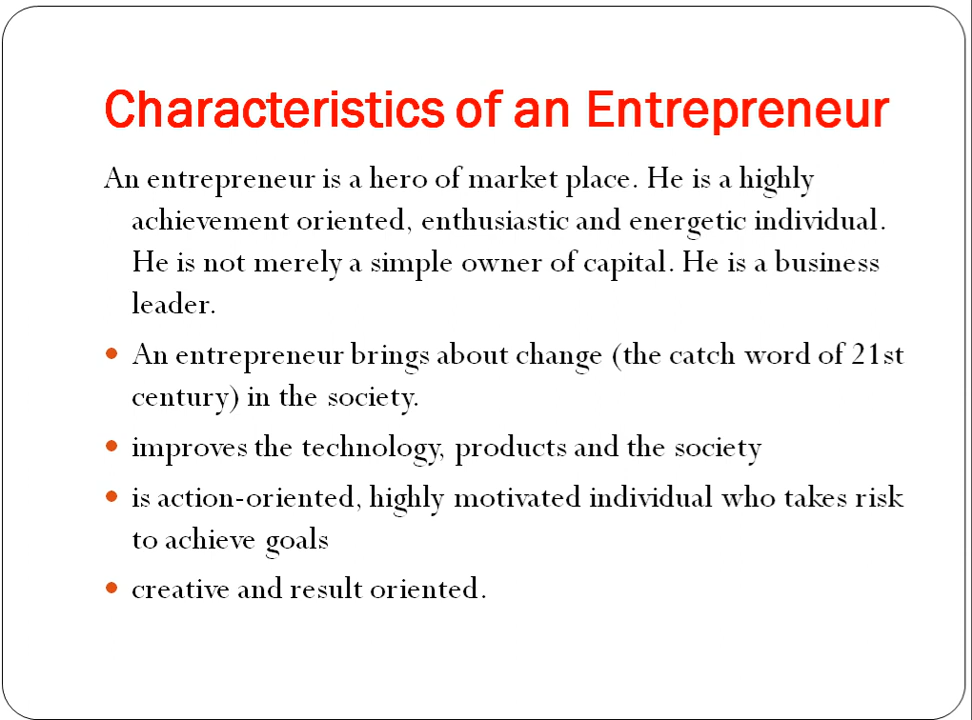 Characteristics of an Entrepreneur
An entrepreneur is a hero of market place. He is a highly
achievement oriented, enthusiastic and energetic individual.
He is not merely a simple owner of capital. He is a business
leader.
• An entrepreneur brings about change (the catch word of 21st
century) in the society.
• improves the technology, products and the society
• is action-oriented, highly motivated individual who takes risk
to achieve goals
• creative and result oriented.